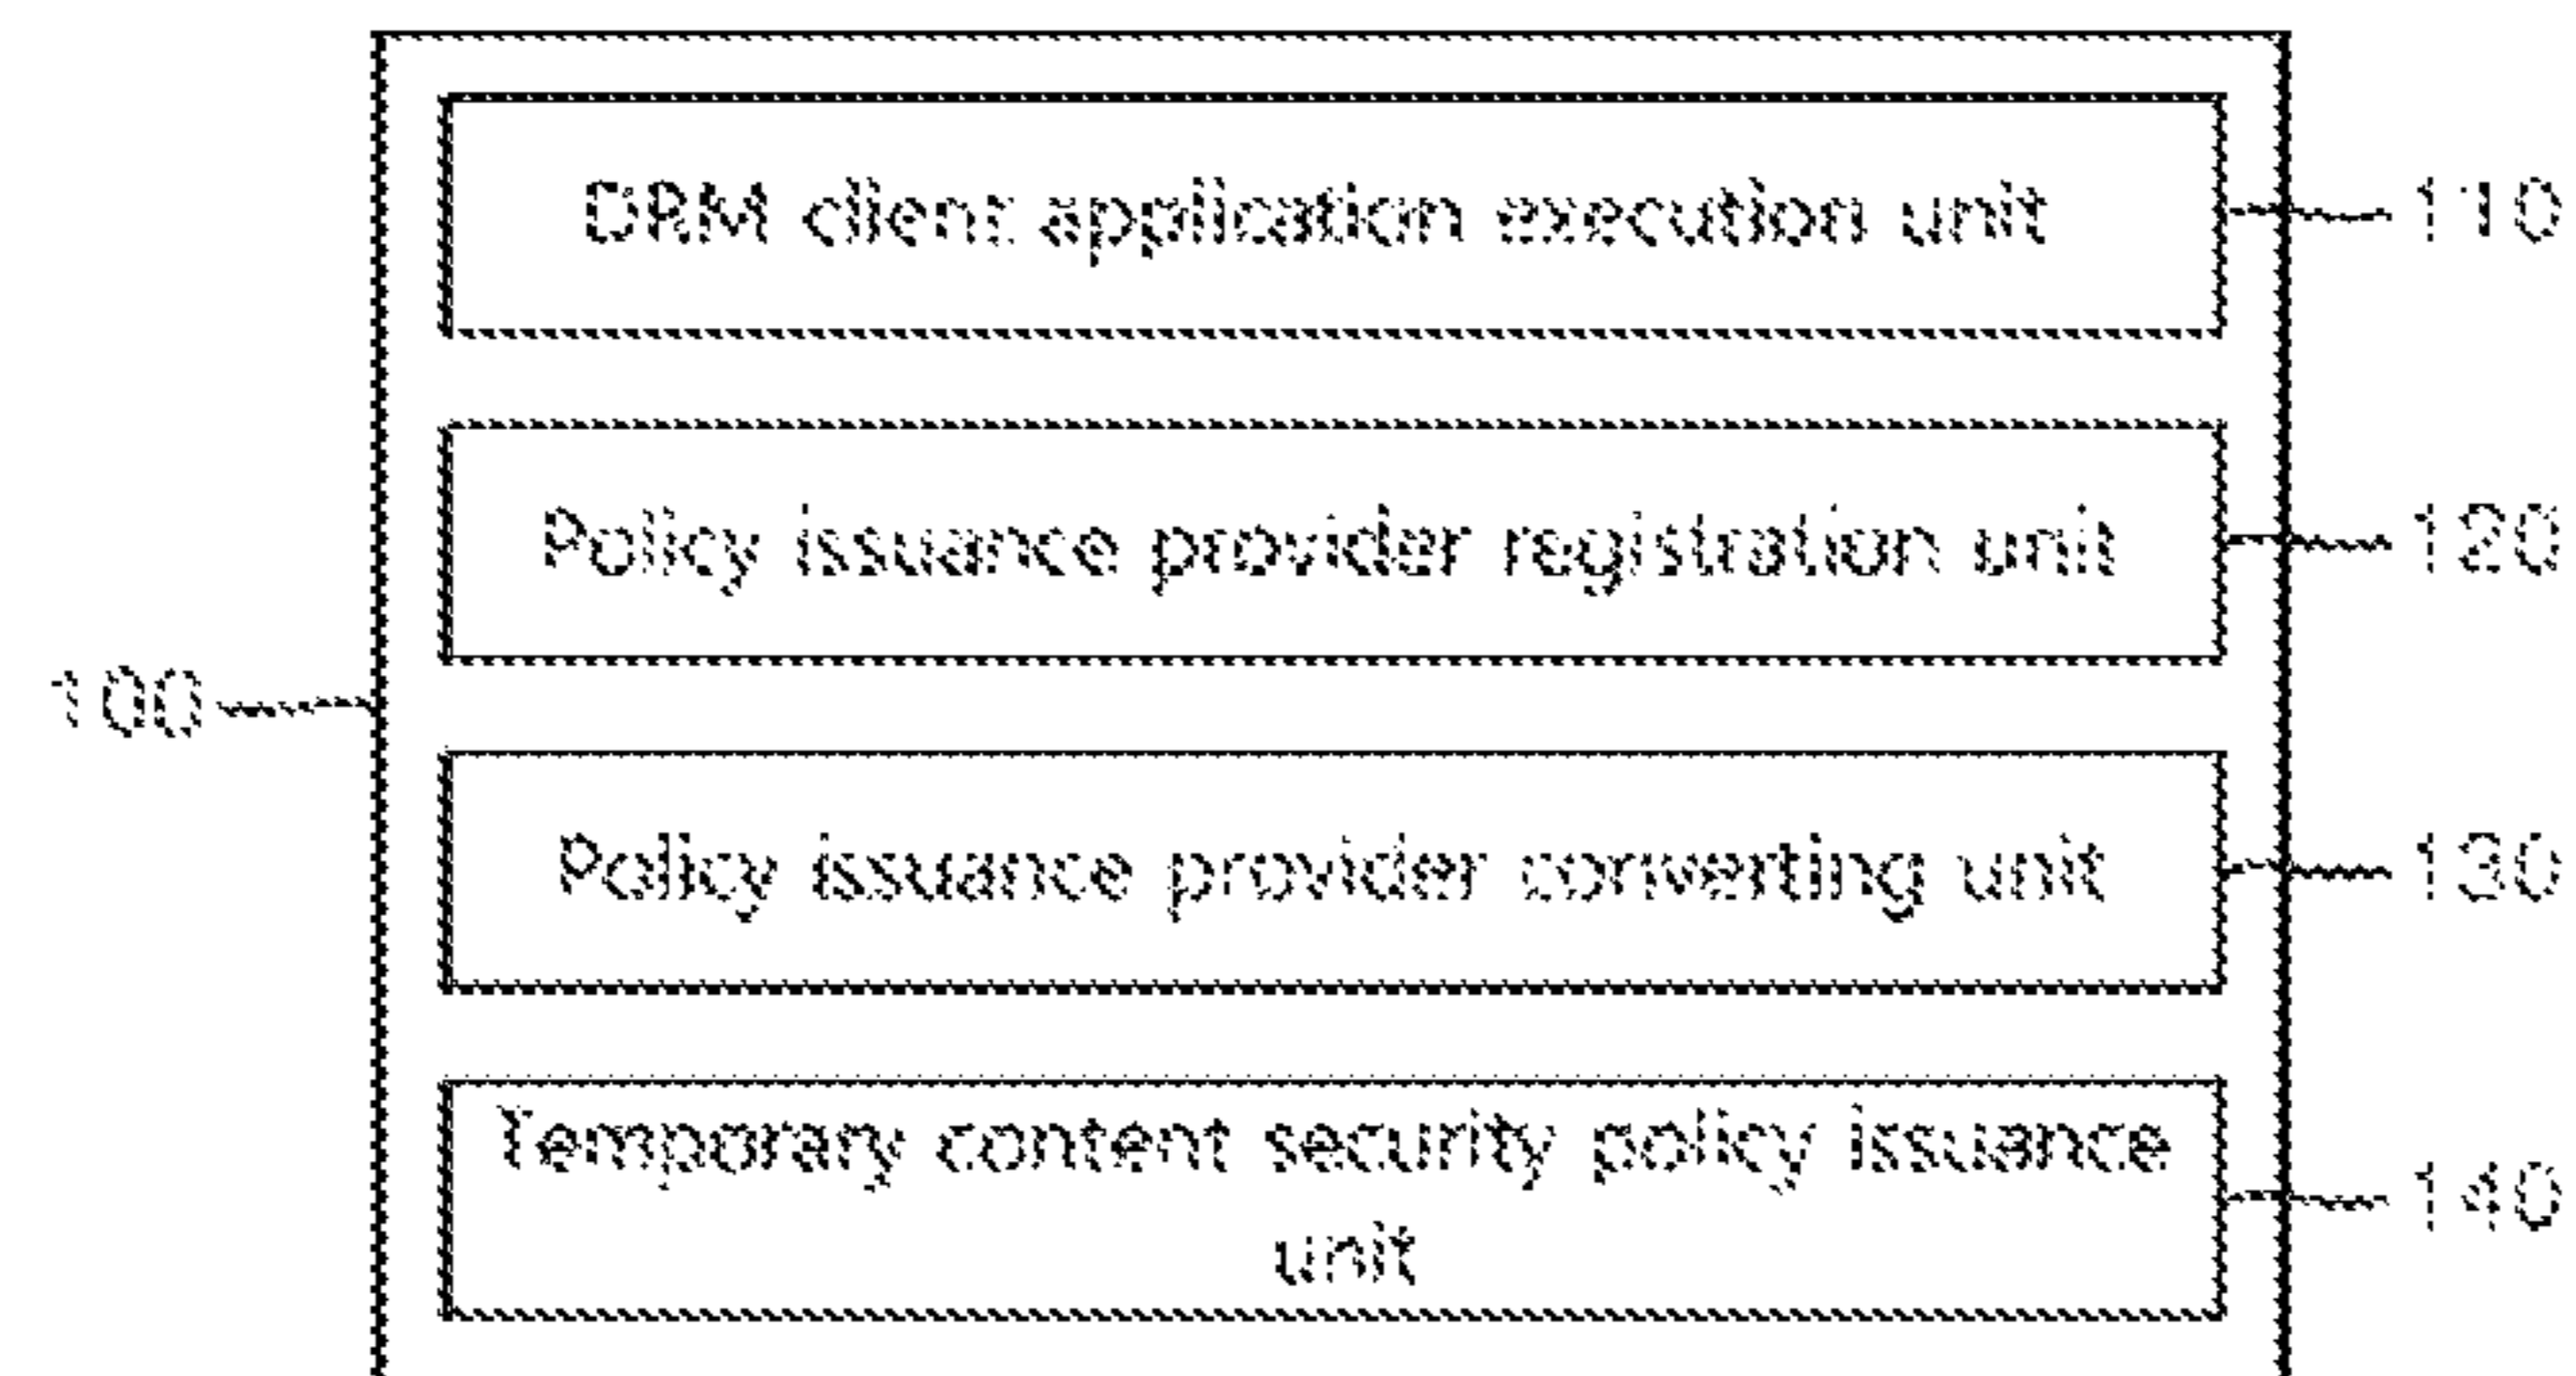 DRM client application execution unit
110
Policy issuance provider registration unit
120
100
Policy issuance provider converting unit
130
Temporary content security policy issuance
unit
140